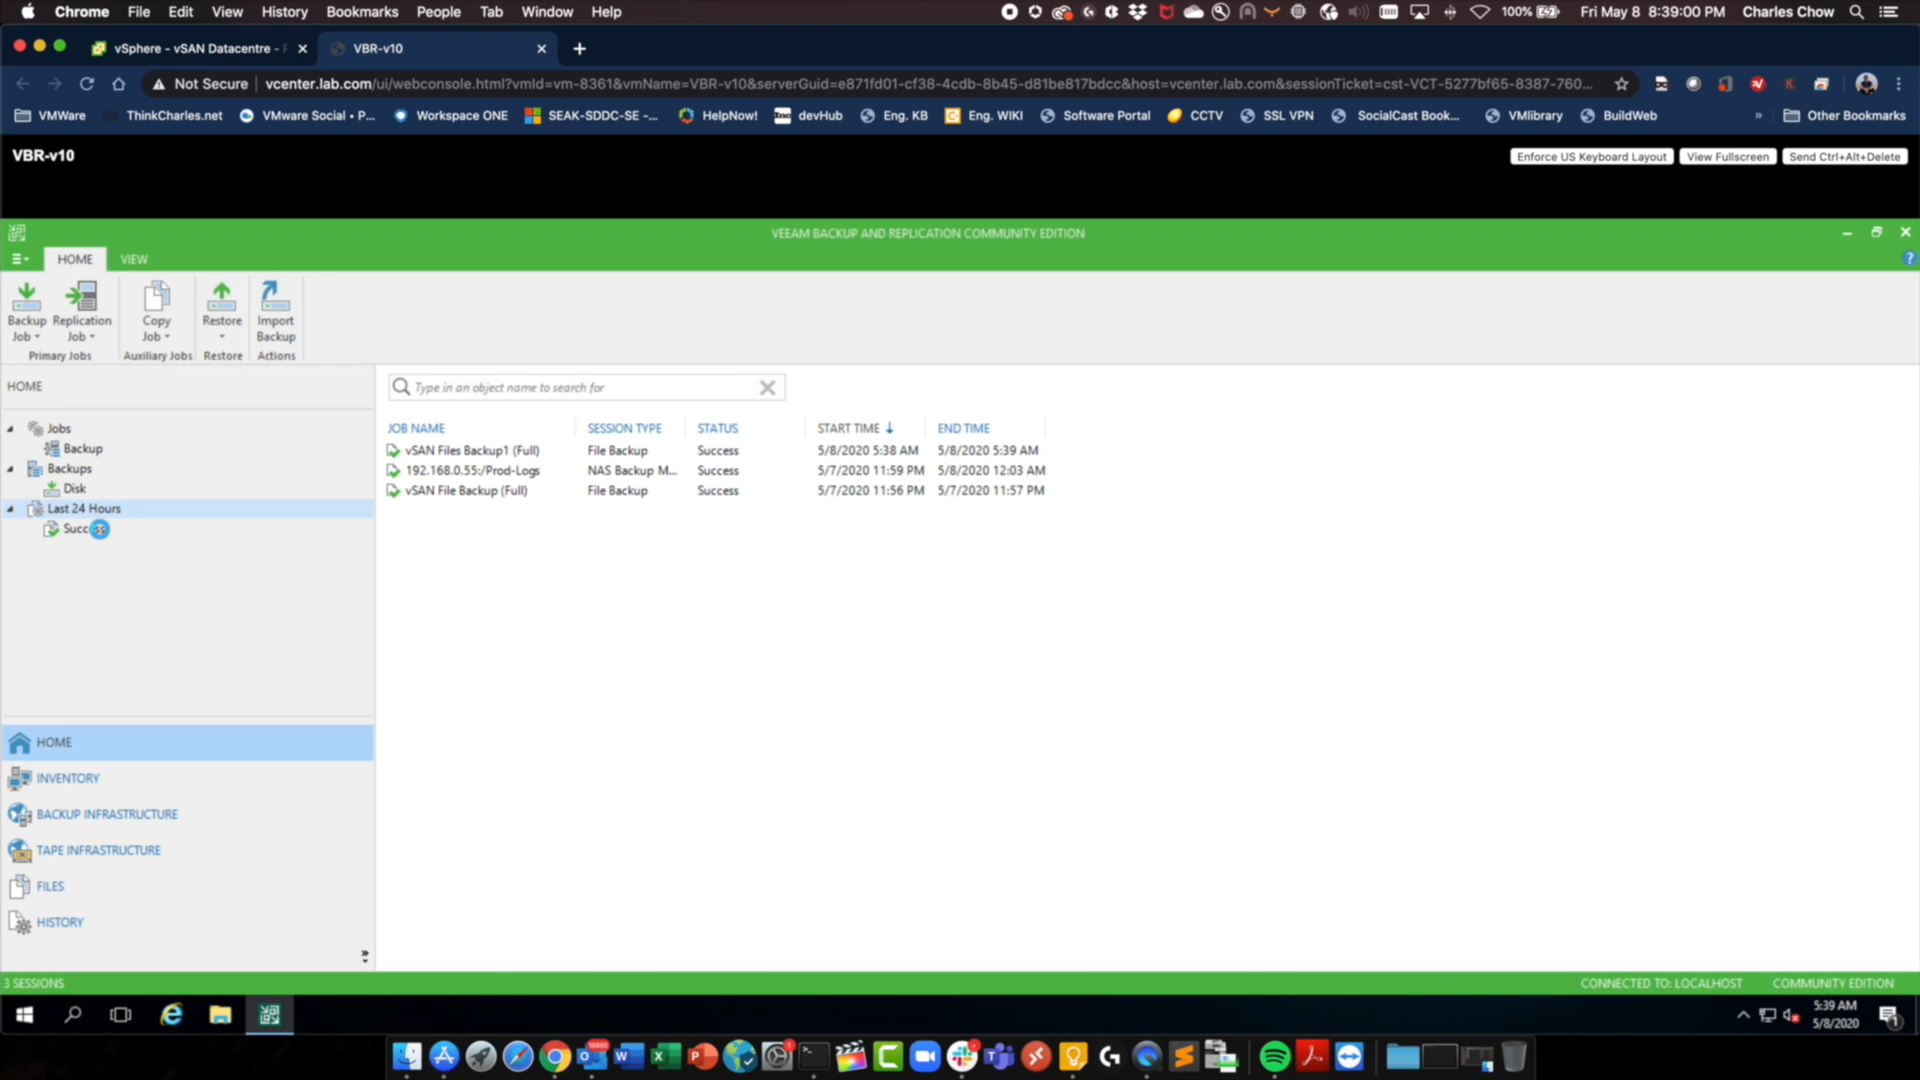 Chrome File Edit View History Bookmarks People Tab Window Help 100% Fri May 8 8:39:00 PM Charles Chow
vSphere - vSAN Datacentre - F VBR-v10
Not Secure vcenter.lab.com/ui/webconsole.html?vmId=vm-8361&vmName=VBR-v10&serverGuid=e871fd01-cf38-4cdb-8b45-d81be817bdcc&host=vcenter.lab.com&sessionTicket=cst-VCT-5277bf65-8387-760...
VMWare ThinkCharles.net VMware Social • P... Workspace ONE SEAK-SDDC-SE -... HelpNow! devHub Eng. KB Eng. WIKI Software Portal CCTV SSL VPN SocialCast Book... VMlibrary BuildWeb » Other Bookmarks
VBR-v10 Enforce US Keyboard Layout View Fullscreen Send Ctrl+Alt+Delete
VEEAM BACKUP AND REPLICATION COMMUNITY EDITION
HOME VIEW
Backup Job Replication Job Copy Job Restore Import Backup
Primary Jobs Auxiliary Jobs Restore Actions
HOME
Type in an object name to search for
Jobs
Backup
Backups
Disk
Last 24 Hours
Succ
JOB NAME SESSION TYPE STATUS START TIME END TIME
vSAN Files Backup1 (Full) File Backup Success 5/8/2020 5:38 AM 5/8/2020 5:39 AM
192.168.0.55:/Prod-Logs NAS Backup M... Success 5/7/2020 11:59 PM 5/8/2020 12:03 AM
vSAN File Backup (Full) File Backup Success 5/7/2020 11:56 PM 5/7/2020 11:57 PM
HOME
INVENTORY
BACKUP INFRASTRUCTURE
TAPE INFRASTRUCTURE
FILES
HISTORY
3 SESSIONS CONNECTED TO: LOCALHOST COMMUNITY EDITION
5:39 AM
5/8/2020